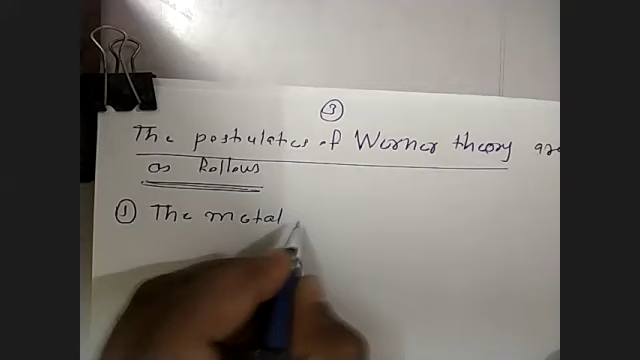 3
The postulates of Werner theory are
as follows
1 The metal